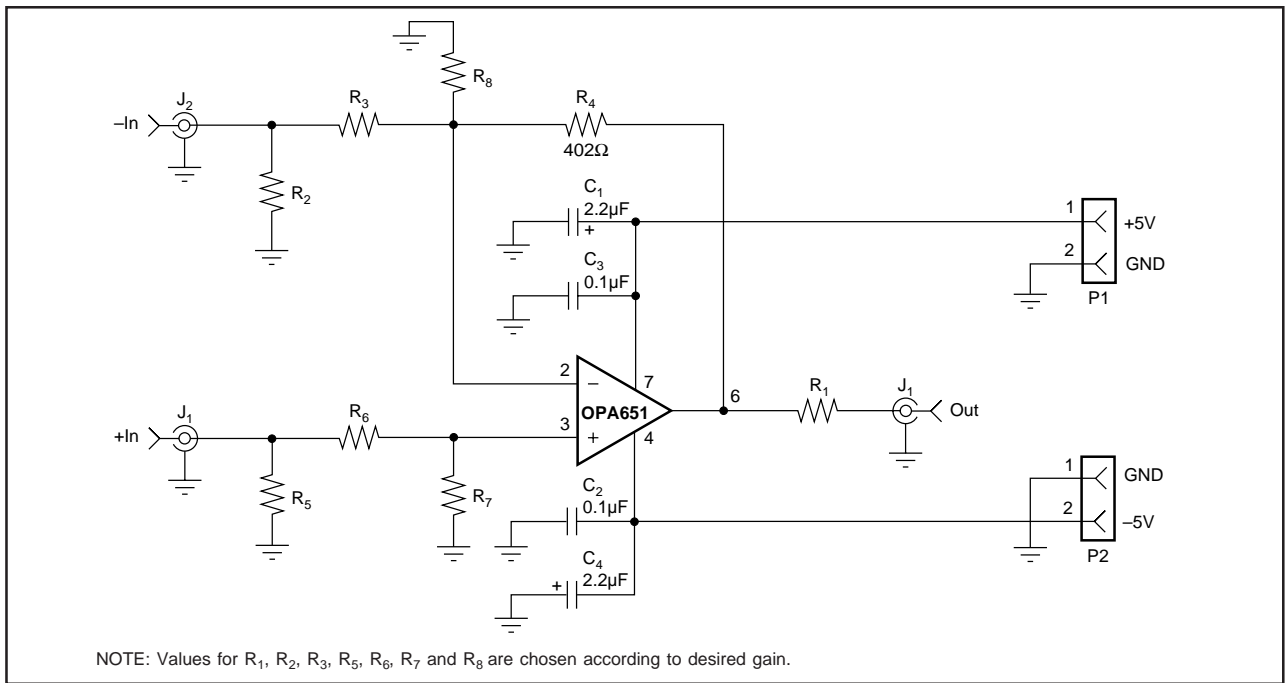 R8
J2
R3
R4
–In
402Ω
R2
C1
2.2µF
+
1
+5V
C3
0.1µF
2
GND
P1
2
–
7
OPA651
6
R1
J1
Out
J1
R6
+In
3
+
4
R5
R7
C2
0.1µF
1
GND
2
–5V
P2
C4
+
2.2µF
NOTE: Values for R1, R2, R3, R5, R6, R7 and R8 are chosen according to desired gain.